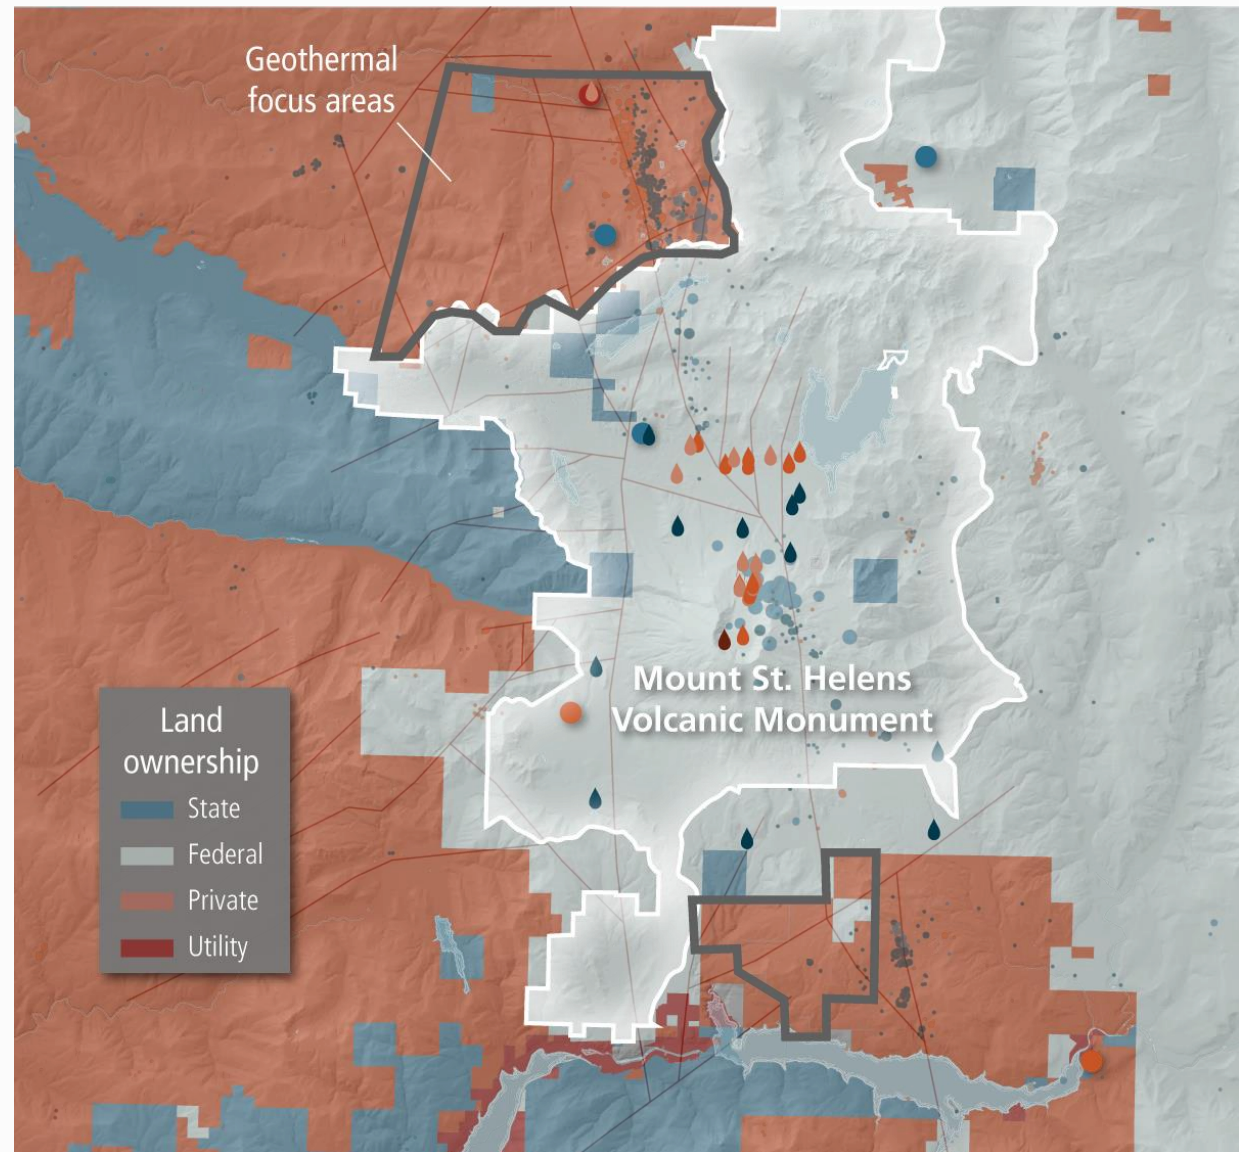 Geothermal
focus areas
Mount St. Helens
Volcanic Monument
Land
ownership
State
Federal
Private
Utility